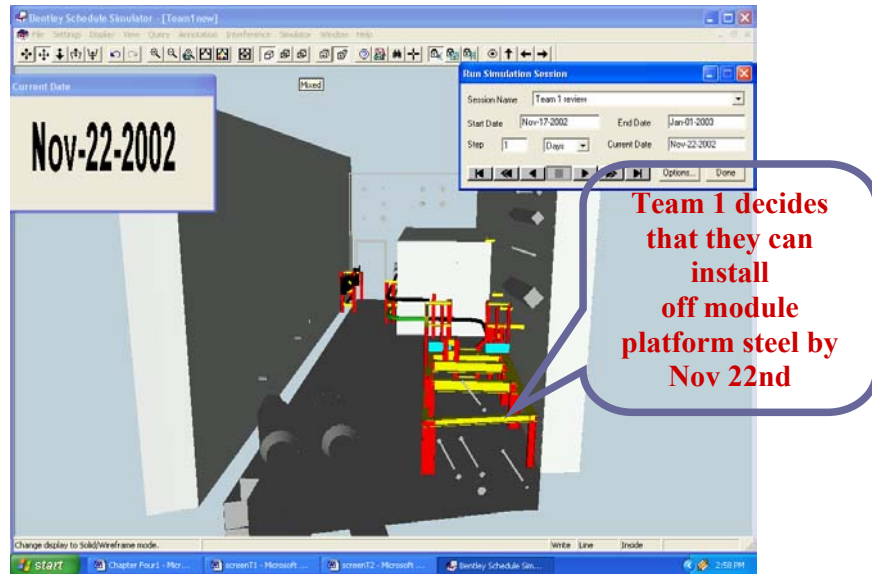 Bentley Schedule Simulator - [Team1new]
File Settings Display View Query Annotation Interference Simulator Window Help
Current Date
Nov-22-2002
Mixed
Run Simulation Session
Session Name Team 1 review
Start Date Nov-17-2002 End Date Jan-01-2003
Step 1 Days Current Date Nov-22-2002
Options... Done
Team 1 decides
that they can
install
off module
platform steel by
Nov 22nd
Change display to Solid/Wireframe mode.
Write Line Inside
start Chapter Four1 - Micr... screenT1 - Microsoft ... screenT2 - Microsoft ... Bentley Schedule Sim... 2:58 PM